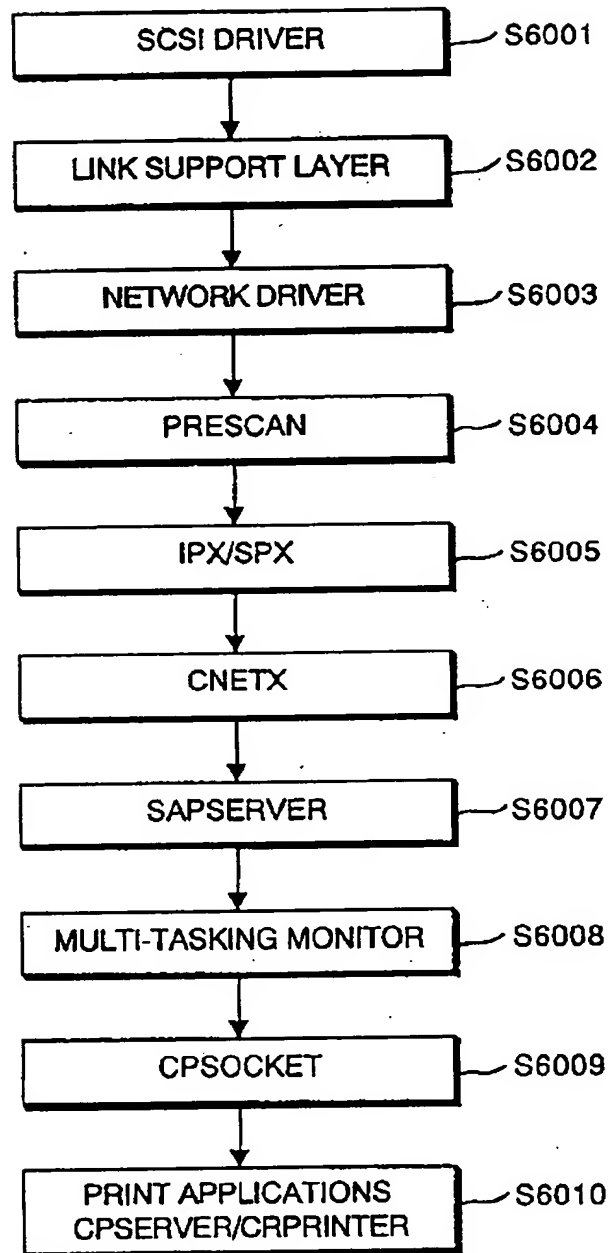 SCSI DRIVER S6001
LINK SUPPORT LAYER S6002
NETWORK DRIVER S6003
PRESCAN S6004
IPX/SPX S6005
CNETX S6006
SAPSERVER S6007
MULTI-TASKING MONITOR S6008
CPSOCKET S6009
PRINT APPLICATIONS S6010
CPSERVER/CRPRINTER